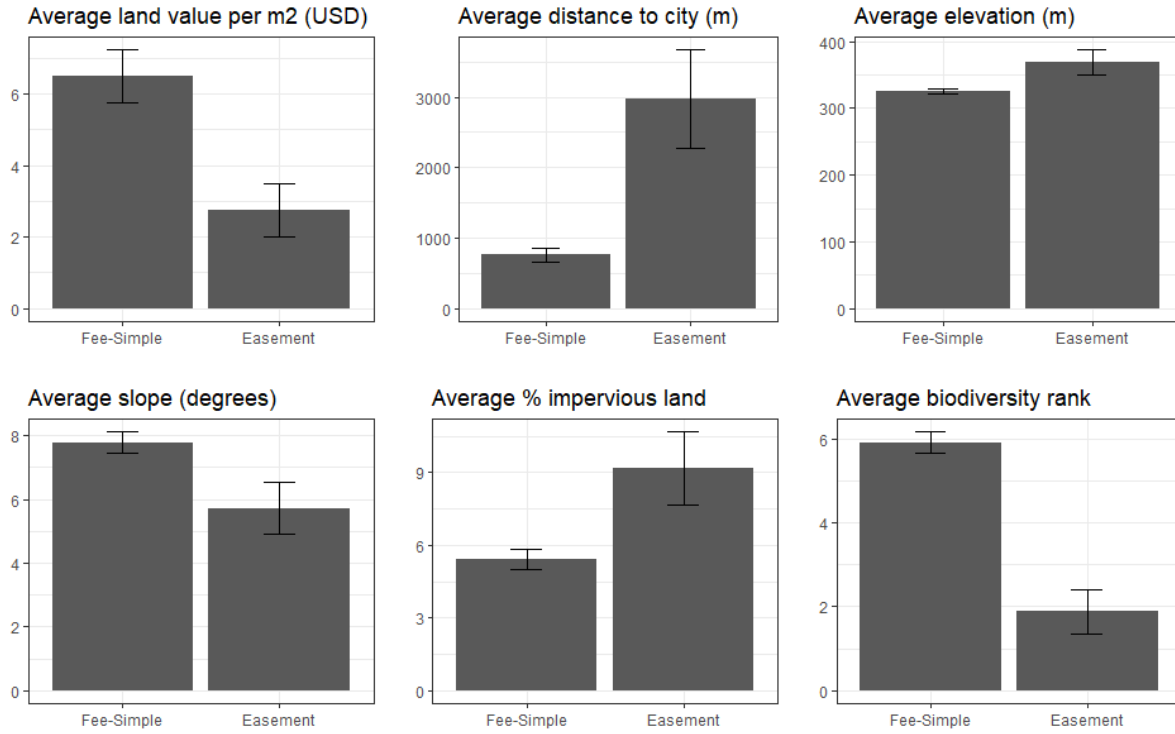 Average land value per m2 (USD)
6
4
2
0
Fee-Simple Easement
Average distance to city (m)
3000
2000
1000
0
Fee-Simple Easement
Average elevation (m)
400
300
200
100
0
Fee-Simple Easement
Average slope (degrees)
8
6
4
2
0
Fee-Simple Easement
Average % impervious land
9
6
3
0
Fee-Simple Easement
Average biodiversity rank
6
4
2
0
Fee-Simple Easement